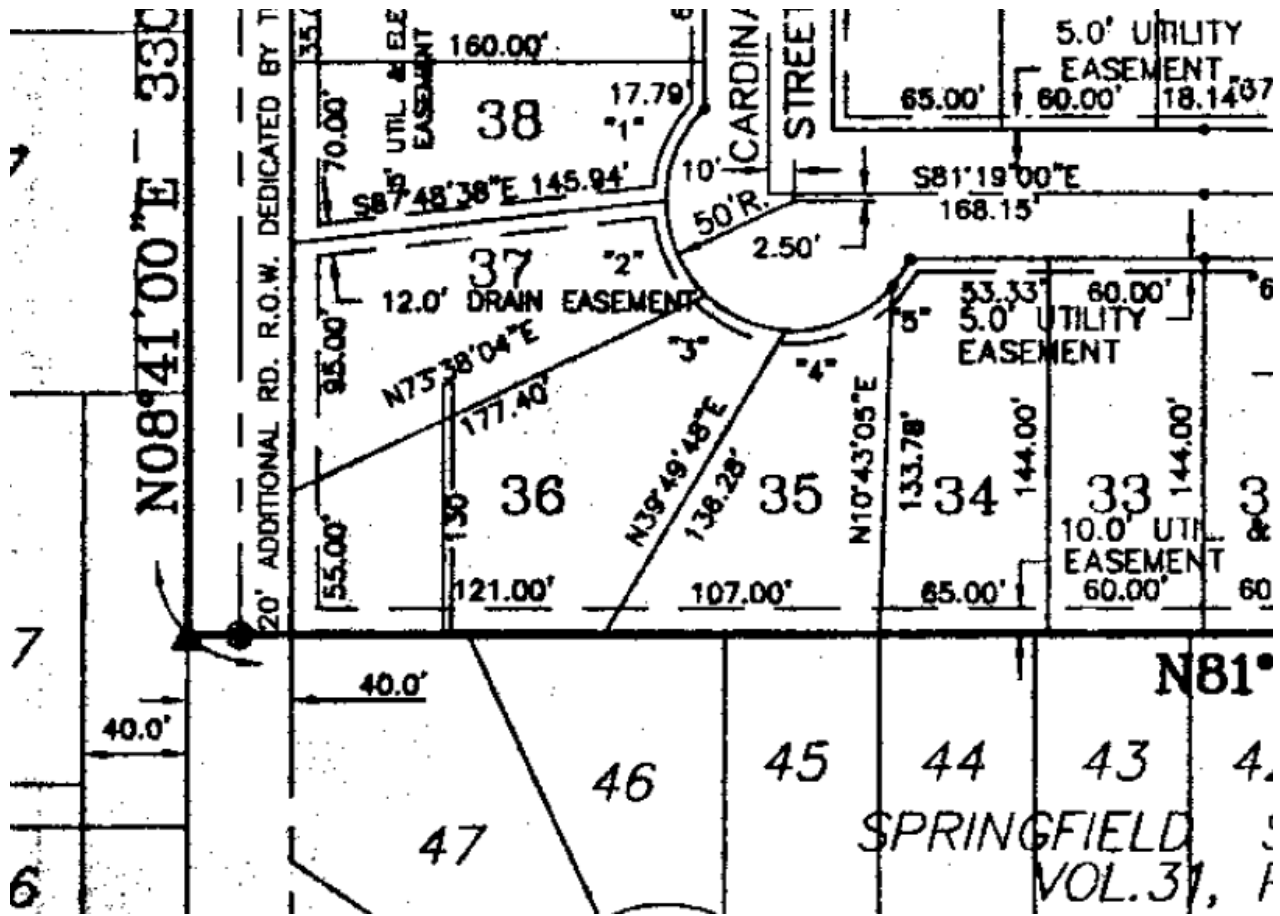 N08°41'00"E – 330
20' ADDITIONAL RD. R.O.W. DEDICATED BY
35.
160.00'
UTIL. & ELE
EASEMENT
70.00'
38
17.79'
"1"
CARDINA
STREET
5.0' UTILITY
EASEMENT
65.00'
60.00'
18.14'
10'
S87°48'38"E 145.94'
S81°19'00"E
168.15'
50'R.
2.50'
37
"2"
12.0' DRAIN EASEMENT
95.00'
N73°38'04"E
177.40'
"3"
"4"
"5"
53.33'
60.00'
5.0' UTILITY
EASEMENT
36
130
N39°49'48"E
138.28'
35
N10°43'05"E
133.78'
34
144.00'
33
144.00'
10.0' UTIL. &
EASEMENT
55.00'
121.00'
107.00'
65.00'
60.00'
60
7
40.0'
40.0'
N81°
47
46
45
44
43
SPRINGFIELD S
VOL.31,
6